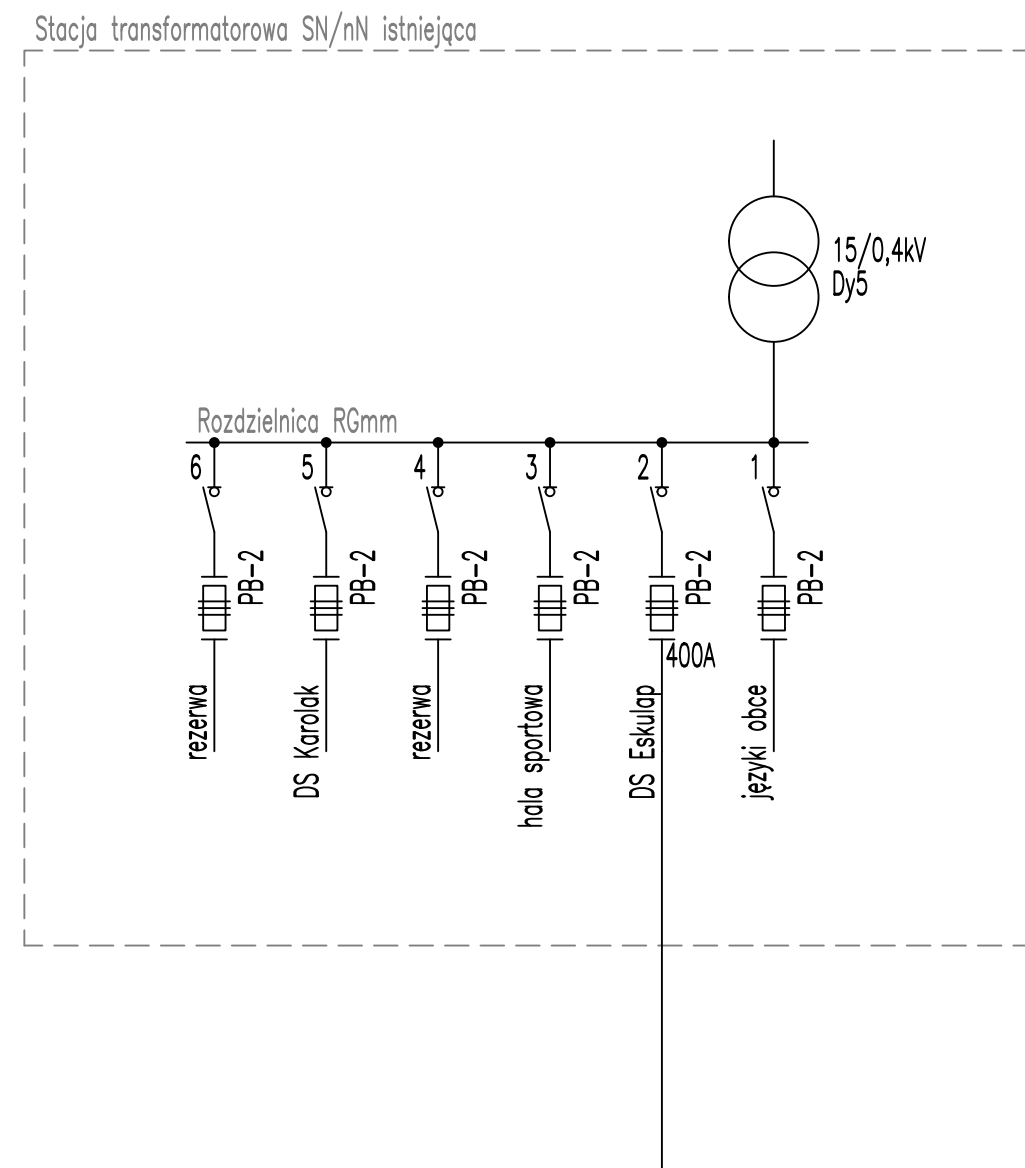 Stacja transformatorowa SN/nN istniejąca
15/0,4kV
Dy5
Rozdzielnica RGmm
6
5
4
3
2
1
PB-2
PB-2
PB-2
PB-2
PB-2
PB-2
400A
rezerwa
DS Karolak
rezerwa
hala sportowa
DS Eskulap
języki obce